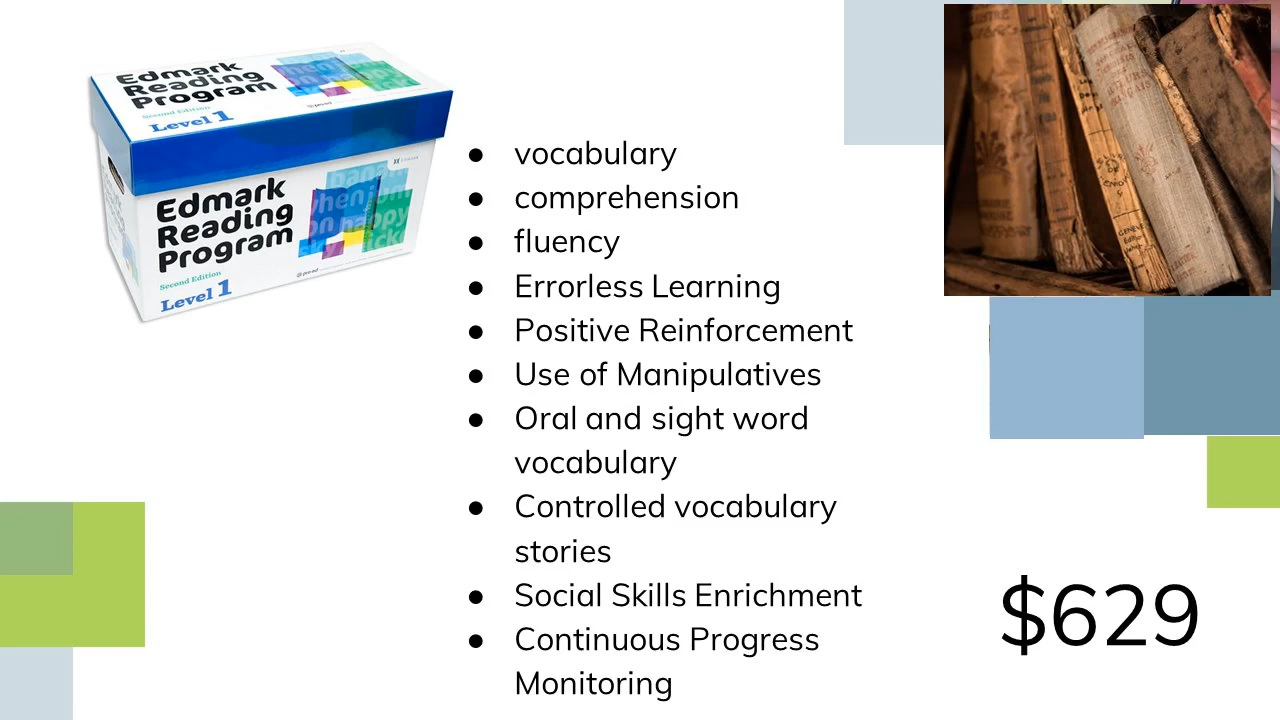 Edmark
Reading
Program
Second Edition
Level 1
Edmark
Reading
Program
Second Edition
Level 1
happy
● vocabulary
● comprehension
● fluency
● Errorless Learning
● Positive Reinforcement
● Use of Manipulatives
● Oral and sight word
vocabulary
● Controlled vocabulary
stories
● Social Skills Enrichment
● Continuous Progress
Monitoring
$629